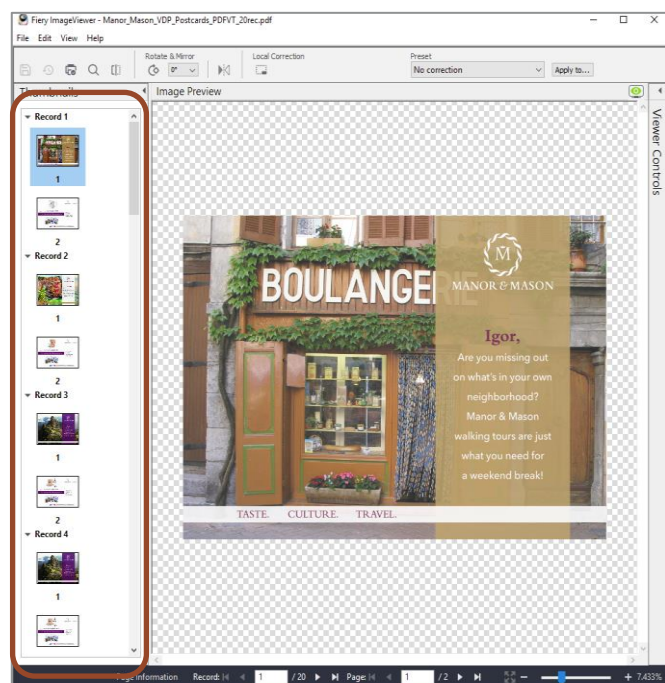 Fiery ImageViewer - Manor_Mason_VDP_Postcards_PDFVT_20rec.pdf
File Edit View Help
Rotate & Mirror
Local Correction
Preset
0°
No correction
Apply to...
Thumbnails
Image Preview
Viewer Controls
Record 1
1
2
Record 2
1
2
Record 3
1
2
Record 4
1
BOULANGERIE
M
MANOR & MASON
Igor,
Are you missing out
on what's in your own
neighborhood?
Manor & Mason
walking tours are just
what you need for
a weekend break!
TASTE. CULTURE. TRAVEL.
Page Information Record: 1 / 20 Page: 1 / 2 7.433%